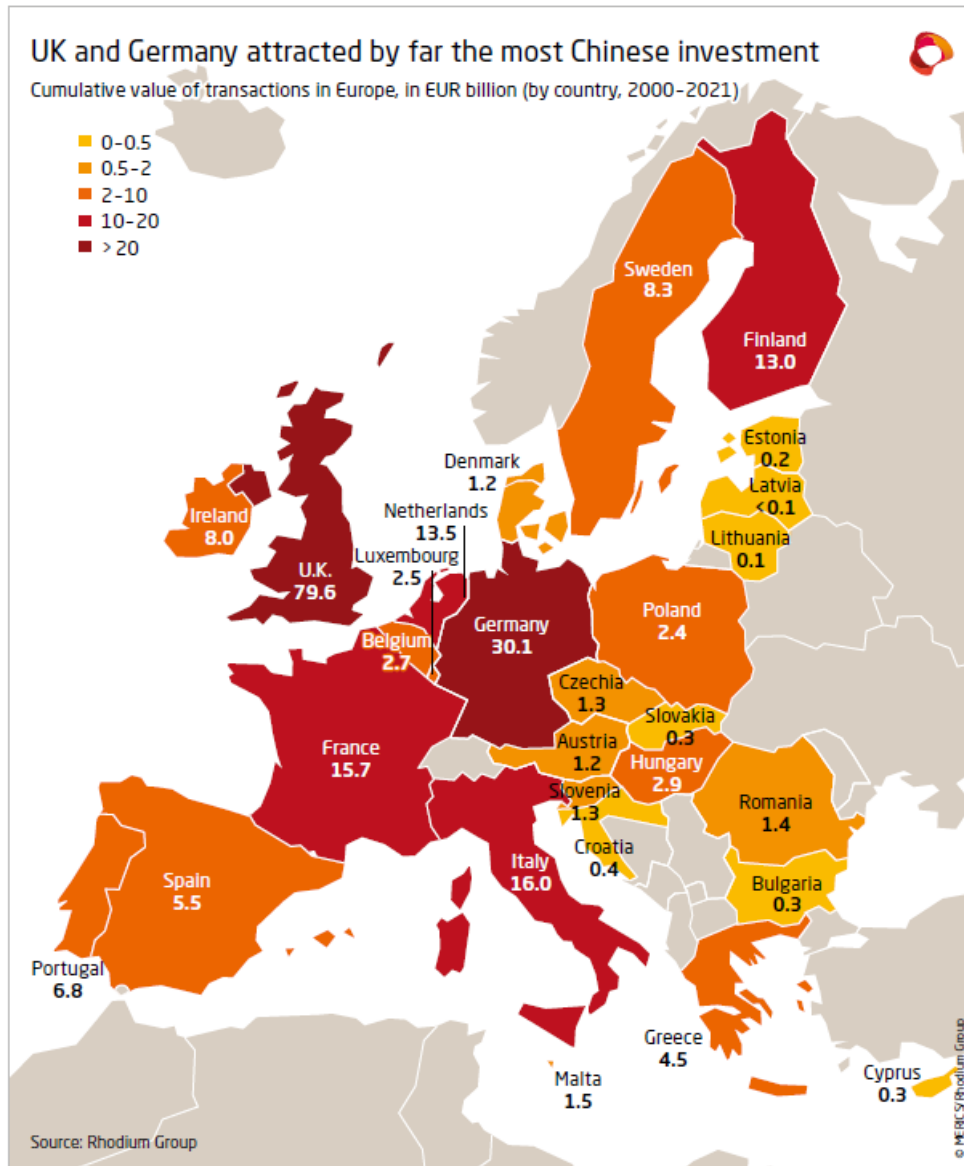 UK and Germany attracted by far the most Chinese investment
Cumulative value of transactions in Europe, in EUR billion (by country, 2000–2021)
0–0.5
0.5–2
2–10
10–20
>20
Sweden
8.3
Finland
13.0
Estonia
0.2
Latvia
<0.1
Lithuania
0.1
Denmark
1.2
Netherlands
13.5
Luxembourg
2.5
Ireland
8.0
U.K.
79.6
Belgium
2.7
Germany
30.1
Poland
2.4
Czechia
1.3
Slovakia
0.3
Austria
1.2
Hungary
2.9
France
15.7
Slovenia
1.3
Croatia
0.4
Romania
1.4
Bulgaria
0.3
Italy
16.0
Spain
5.5
Portugal
6.8
Greece
4.5
Malta
1.5
Cyprus
0.3
Source: Rhodium Group
© MERICS/Rhodium Group